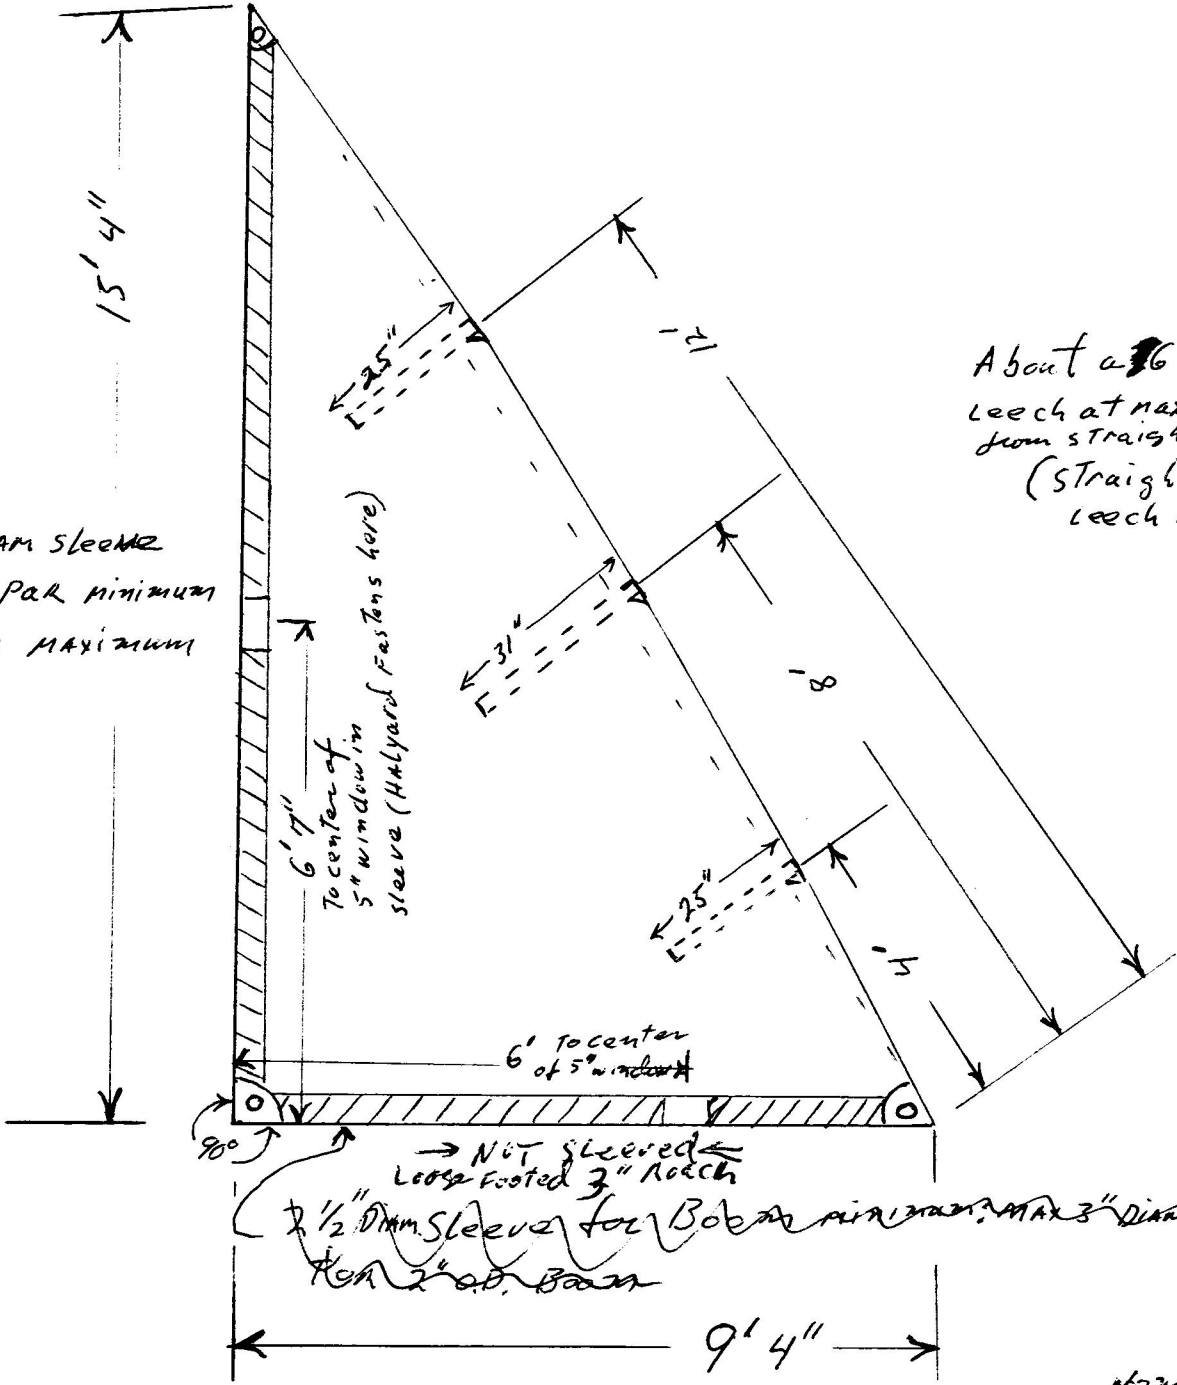 15' 4"
25"
12'
About a 6
Leech at max
from straigh
(Straigh
Leech
AM Sleeve
PAR minimum
MAXimum
31"
8'
6' 7"
To center of
5" window in
sleeve (HALyard Fastens here)
25"
4'
6' To center
of 5" window
90°
→ NOT Sleeved ←
Loose Footed 3" Roach
2 1/2" DIAM Sleeve for Boom minimum. MAX 3" DIAM
For 2" O.D. Boom
9' 4"